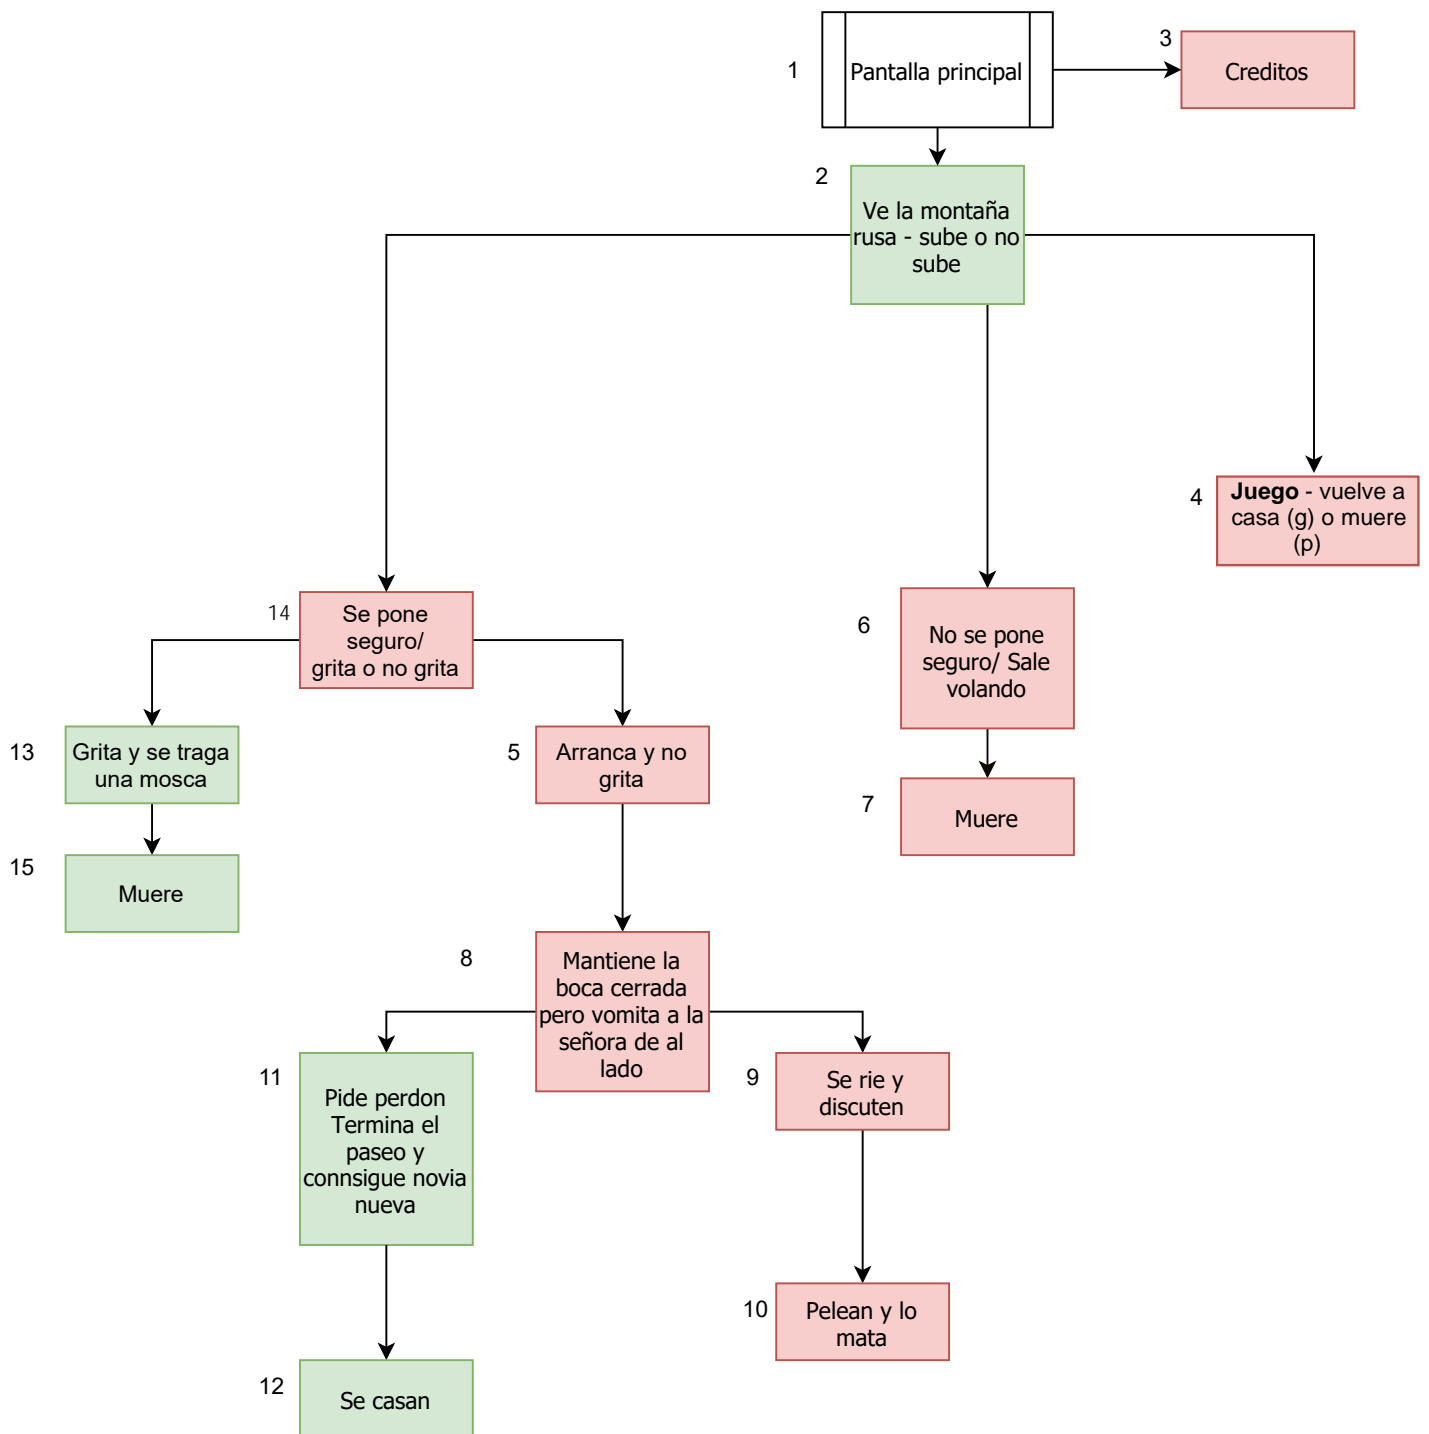 1
Pantalla principal
3
Creditos
2
Ve la montaña
rusa - sube o no
sube
4
Juego - vuelve a
casa (g) o muere
(p)
14
Se pone
seguro/
grita o no grita
6
No se pone
seguro/ Sale
volando
13
Grita y se traga
una mosca
5
Arranca y no
grita
7
Muere
15
Muere
8
Mantiene la
boca cerrada
pero vomita a la
señora de al
lado
11
Pide perdon
Termina el
paseo y
connsigue novia
nueva
9
Se rie y
discuten
10
Pelean y lo
mata
12
Se casan